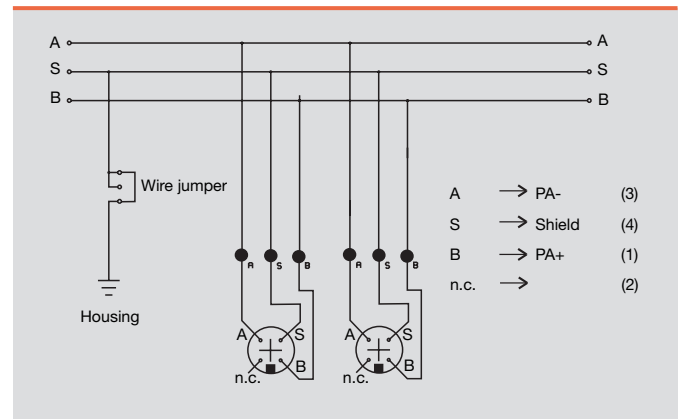 A A
S S
B B
Wire jumper
A → PA- (3)
S → Shield (4)
B → PA+ (1)
n.c. → (2)
A S B A S B
Housing
A S A S
B B
n.c. n.c.